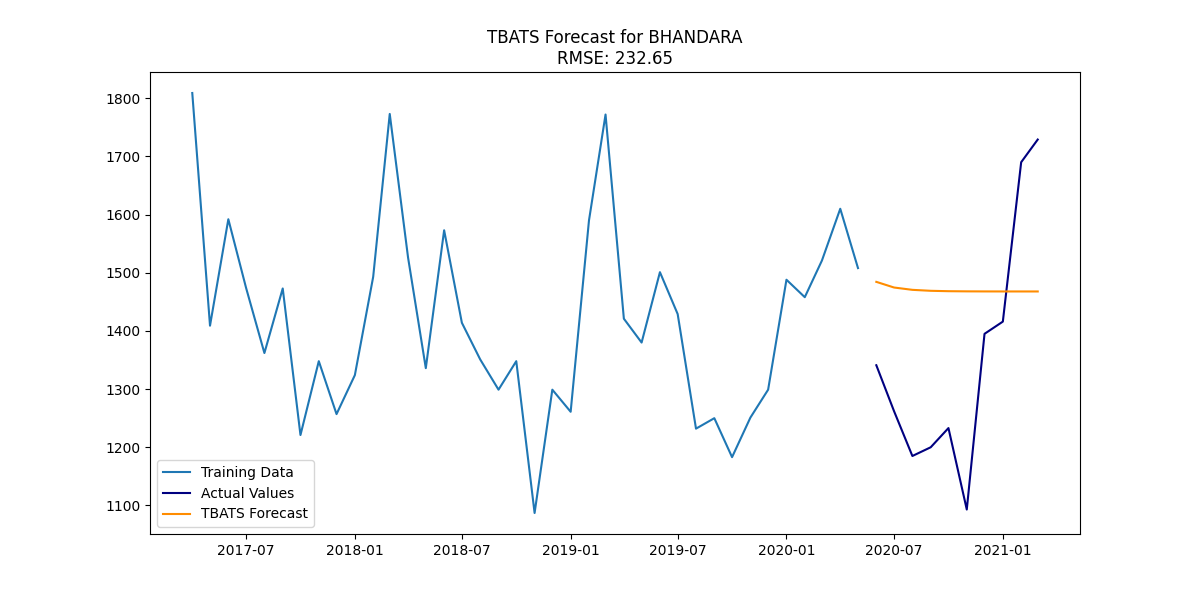 TBATS Forecast for BHANDARA
RMSE: 232.65
1800
1700
1600
1500
1400
1300
1200
1100
Training Data
Actual Values
TBATS Forecast
2017-07 2018-01 2018-07 2019-01 2019-07 2020-01 2020-07 2021-01